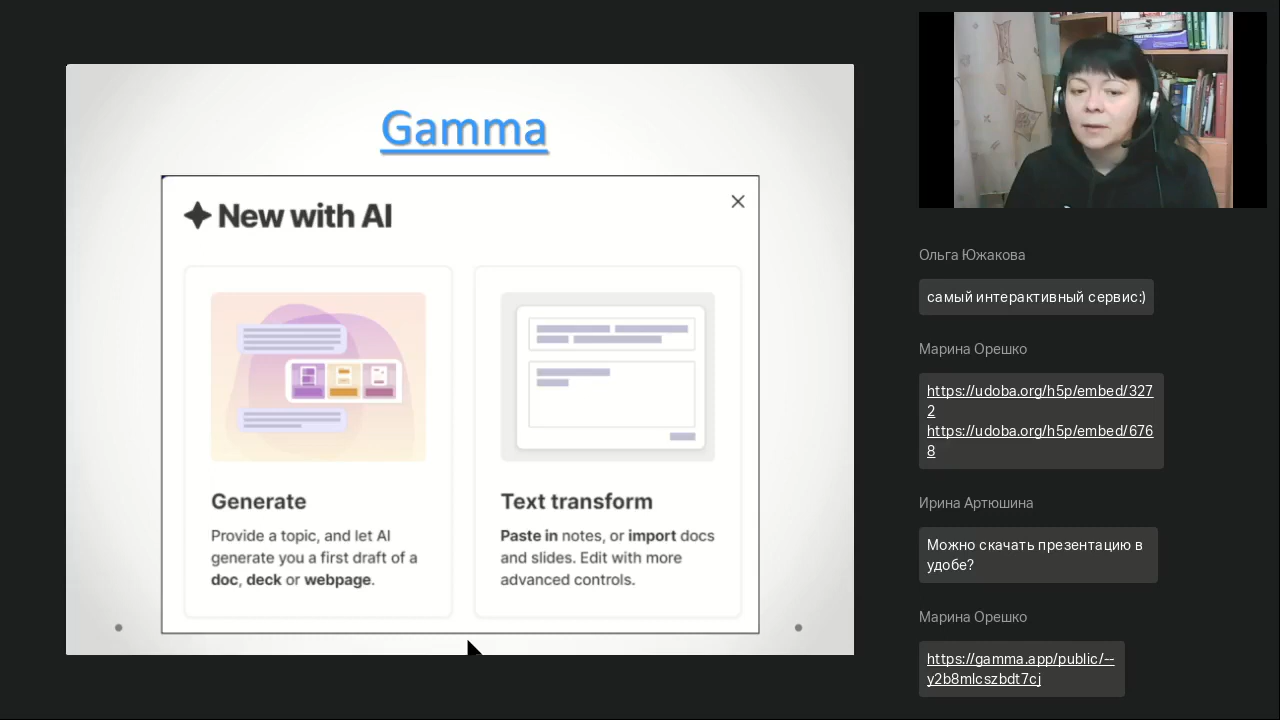 Gamma
New with AI
Generate
Provide a topic, and let AI
generate you a first draft of a
doc, deck or webpage.
Text transform
Paste in notes, or import docs
and slides. Edit with more
advanced controls.
Ольга Южакова
самый интерактивный сервис:)
Марина Орешко
https://udoba.org/h5p/embed/327
2
https://udoba.org/h5p/embed/676
8
Ирина Артюшина
Можно скачать презентацию в
удобе?
Марина Орешко
https://gamma.app/public/--
y2b8mlcszbdt7cj